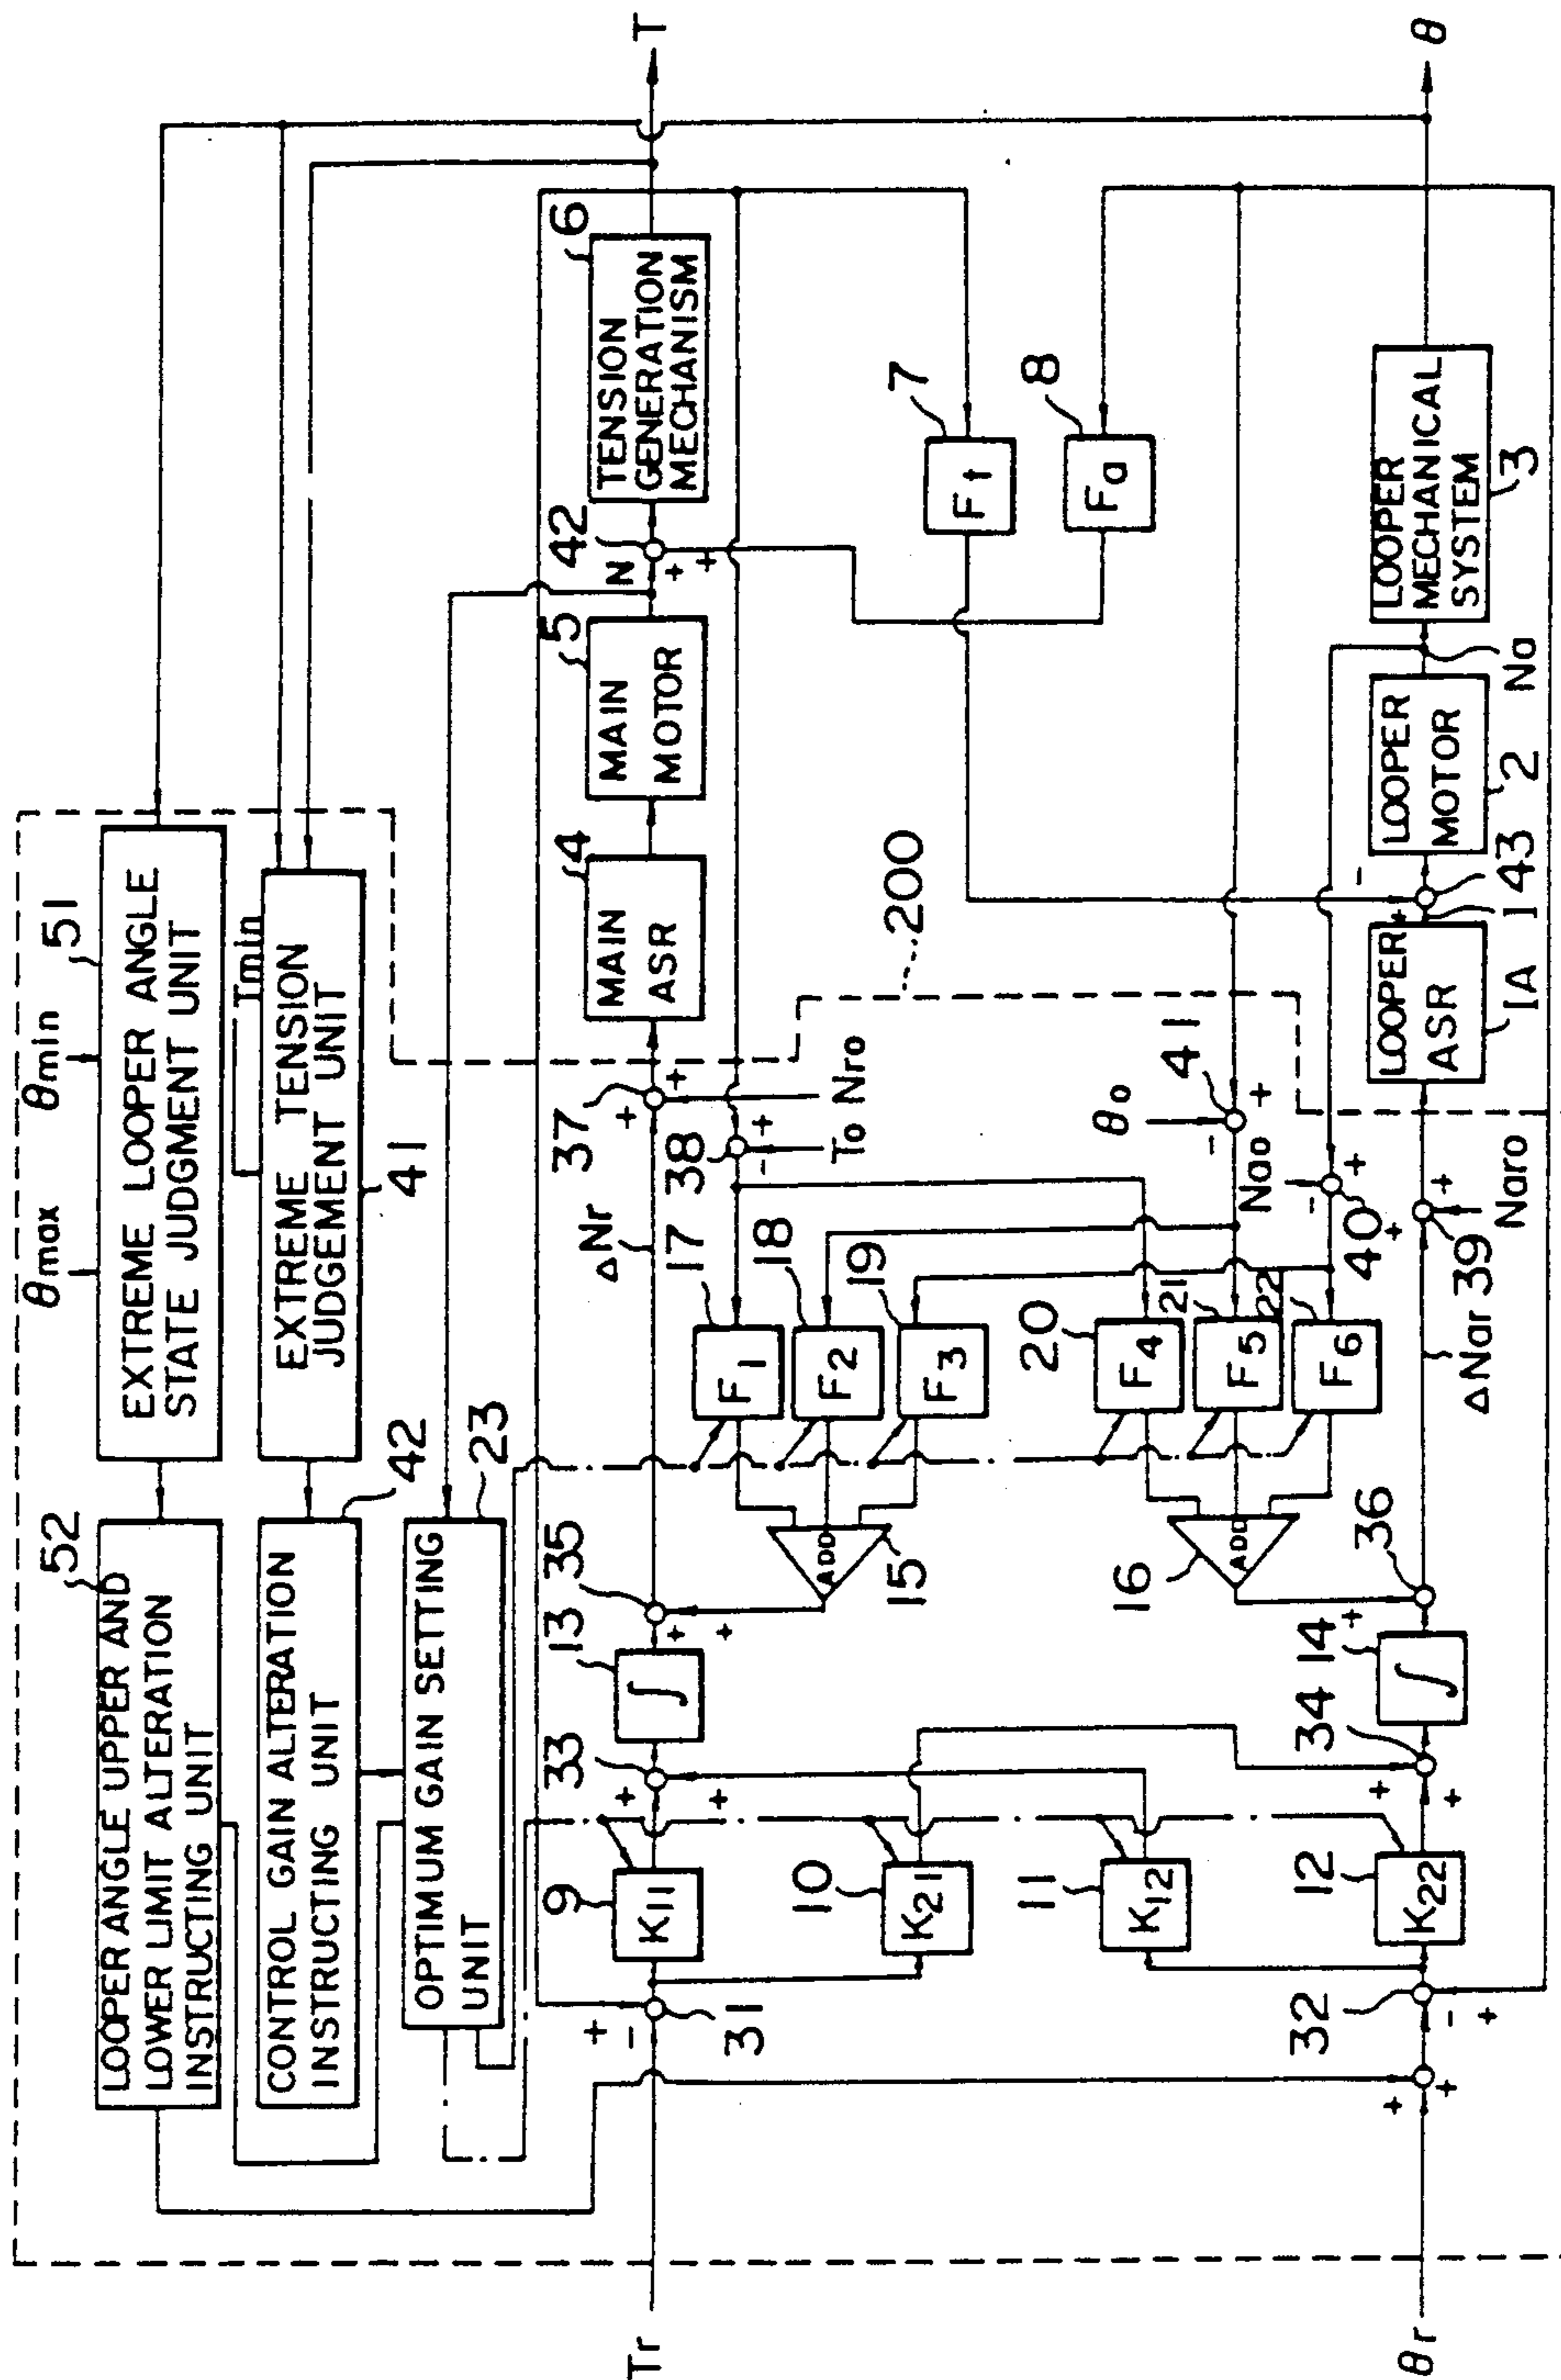 θmax
θmin
51
52
LOOPER ANGLE UPPER AND
LOWER LIMIT ALTERATION
INSTRUCTING UNIT
EXTREME LOOPER ANGLE
STATE JUDGMENT UNIT
Tmin
CONTROL GAIN ALTERATION
INSTRUCTING UNIT
42
EXTREME TENSION
JUDGEMENT UNIT
41
OPTIMUM GAIN SETTING
UNIT
23
Tr
+
-
31
9
K11
+
+
33
13
∫
+
+
35
ΔNr
37
+
+
Nro
4
MAIN
ASR
5
MAIN
MOTOR
N
42
+
+
6
TENSION
GENERATION
MECHANISM
T
38
-
+
To
17
F1
18
F2
19
F3
ADD
15
10
K21
11
K12
20
F4
21
F5
22
F6
16
ADD
θo
41
-
+
Nao
-
+
40
200
7
Ft
8
Fa
θr
+
+
32
-
+
12
K22
+
+
34
14
∫
+
36
ΔNar
39
+
+
Naro
LOOPER
ASR
1A
+
-
1
43
LOOPER
MOTOR
2
Na
LOOPER
MECHANICAL
SYSTEM
3
θ